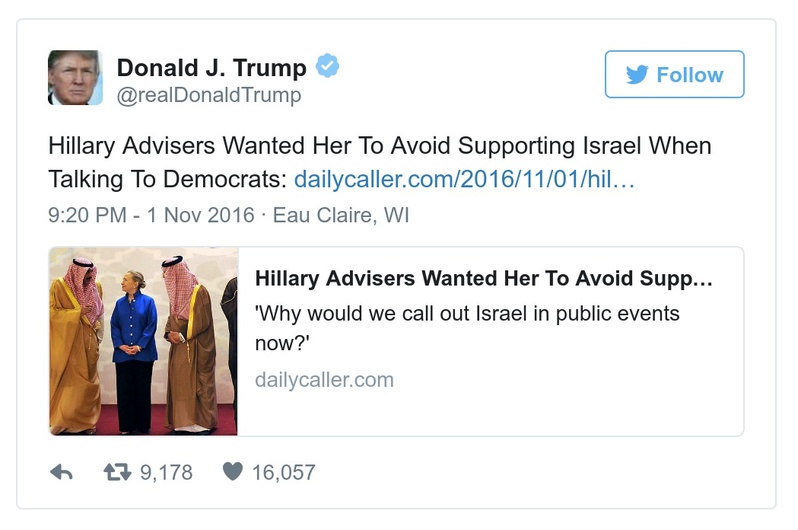 Donald J. Trump
@realDonaldTrump
Follow
Hillary Advisers Wanted Her To Avoid Supporting Israel When
Talking To Democrats: dailycaller.com/2016/11/01/hil…
9:20 PM - 1 Nov 2016 · Eau Claire, WI
Hillary Advisers Wanted Her To Avoid Supp…
'Why would we call out Israel in public events
now?'
dailycaller.com
9,178 16,057